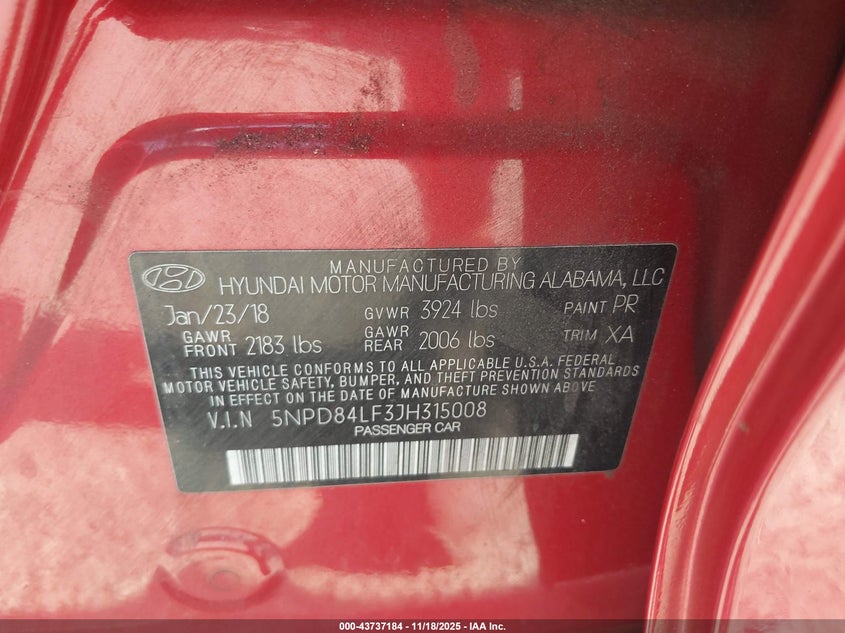 MANUFACTURED BY
HYUNDAI MOTOR MANUFACTURING ALABAMA, LLC
Jan/23/18 GVWR 3924 lbs PAINT PR
GAWR FRONT 2183 lbs GAWR REAR 2006 lbs TRIM XA
THIS VEHICLE CONFORMS TO ALL APPLICABLE U.S.A. FEDERAL
MOTOR VEHICLE SAFETY, BUMPER, AND THEFT PREVENTION STANDARDS
IN EFFECT ON THE DATE OF MANUFACTURE SHOWN ABOVE.
V.I.N 5NPD84LF3JH315008
PASSENGER CAR
000-43737184 - 11/18/2025 - IAA Inc.